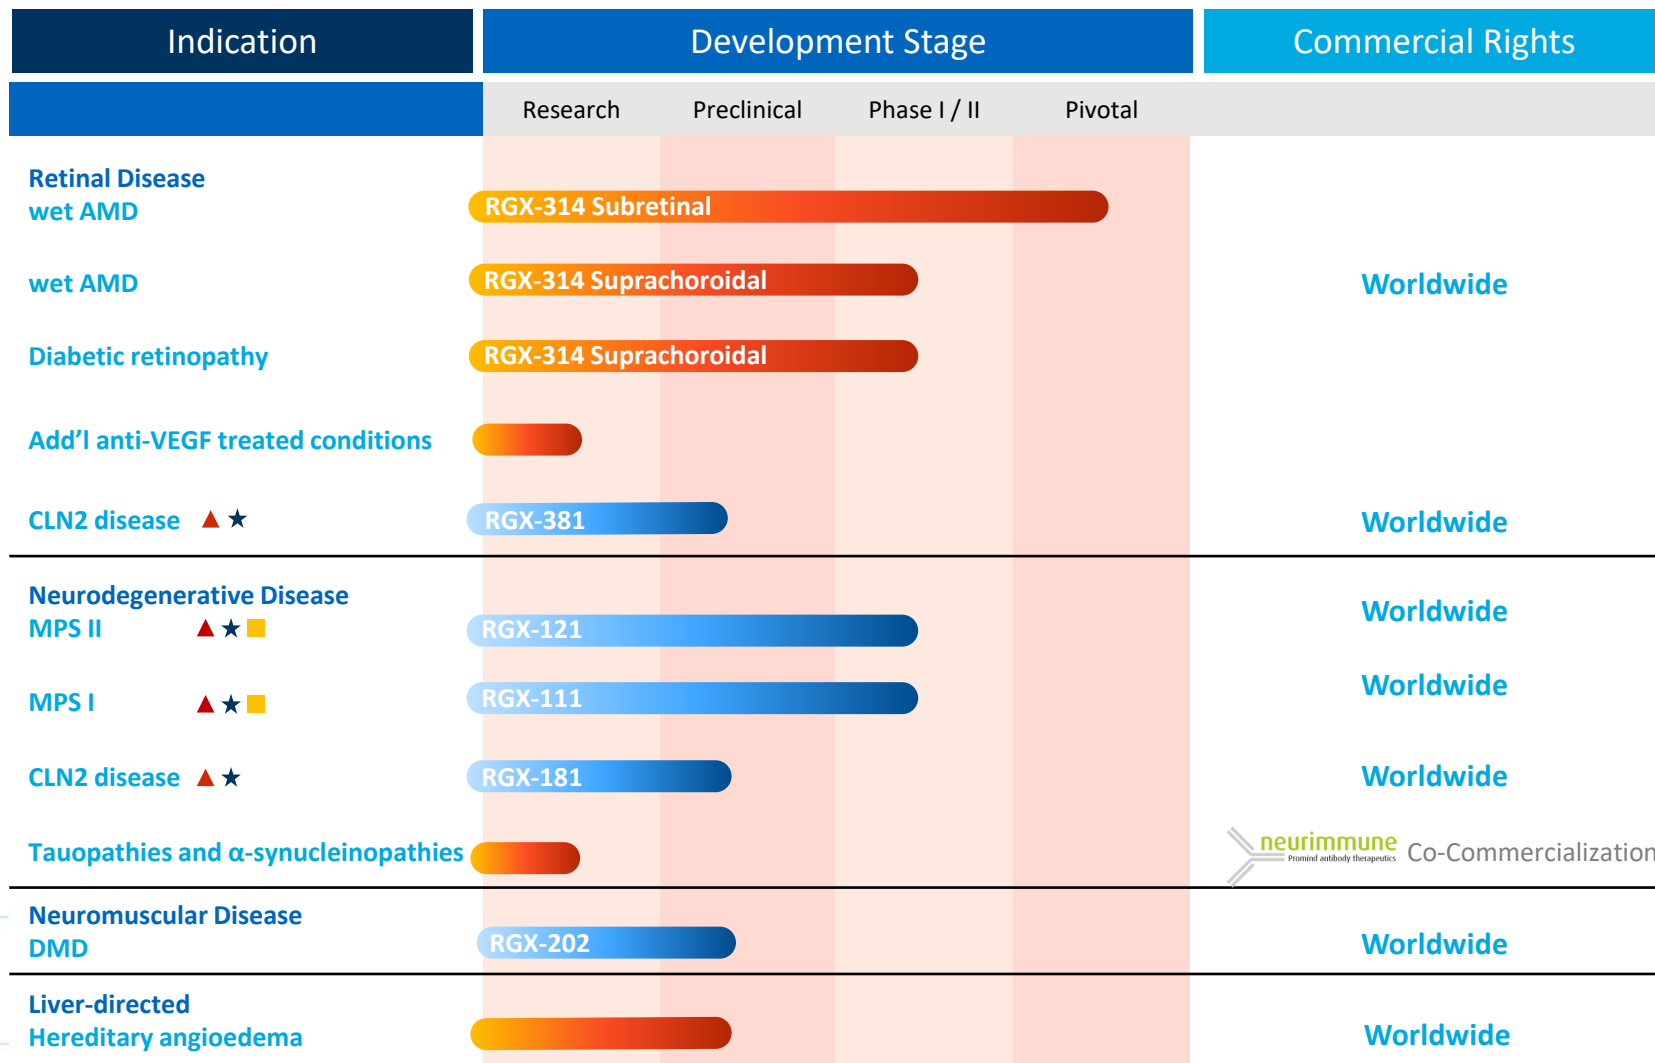 Indication
Development Stage
Commercial Rights
Research
Preclinical
Phase I / II
Pivotal
Retinal Disease
wet AMD
RGX-314 Subretinal
wet AMD
RGX-314 Suprachoroidal
Worldwide
Diabetic retinopathy
RGX-314 Suprachoroidal
Add’l anti-VEGF treated conditions
CLN2 disease
RGX-381
Worldwide
Neurodegenerative Disease
MPS II
RGX-121
Worldwide
MPS I
RGX-111
Worldwide
CLN2 disease
RGX-181
Worldwide
Tauopathies and α-synucleinopathies
neurimmune
Promind antibody therapeutics
Co-Commercialization
Neuromuscular Disease
DMD
RGX-202
Worldwide
Liver-directed
Hereditary angioedema
Worldwide